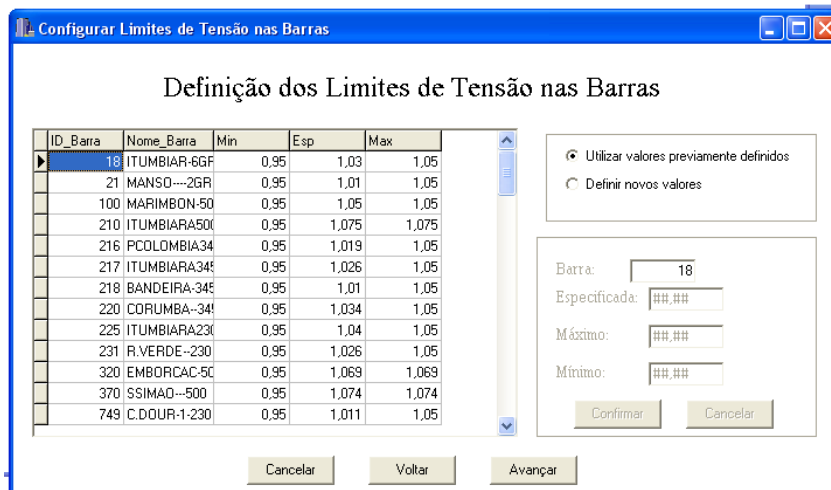 Configurar Limites de Tensão nas Barras
Definição dos Limites de Tensão nas Barras
ID_Barra Nome_Barra Min Esp Max
18 ITUMBIAR-6GR 0,95 1,03 1,05
21 MANSO----2GR 0,95 1,01 1,05
100 MARIMBON-50 0,95 1,05 1,05
210 ITUMBIARA500 0,95 1,075 1,075
216 PCOLOMBIA34 0,95 1,019 1,05
217 ITUMBIARA345 0,95 1,026 1,05
218 BANDEIRA-345 0,95 1,01 1,05
220 CORUMBA--345 0,95 1,034 1,05
225 ITUMBIARA230 0,95 1,04 1,05
231 R.VERDE--230 0,95 1,026 1,05
320 EMBORCAC-50 0,95 1,069 1,069
370 SSIMAO---500 0,95 1,074 1,074
749 C.DOUR-1-230 0,95 1,011 1,05
Utilizar valores previamente definidos
Definir novos valores
Barra: 18
Especificada: ##,##
Máximo: ##,##
Mínimo: ##,##
Confirmar Cancelar
Cancelar Voltar Avançar